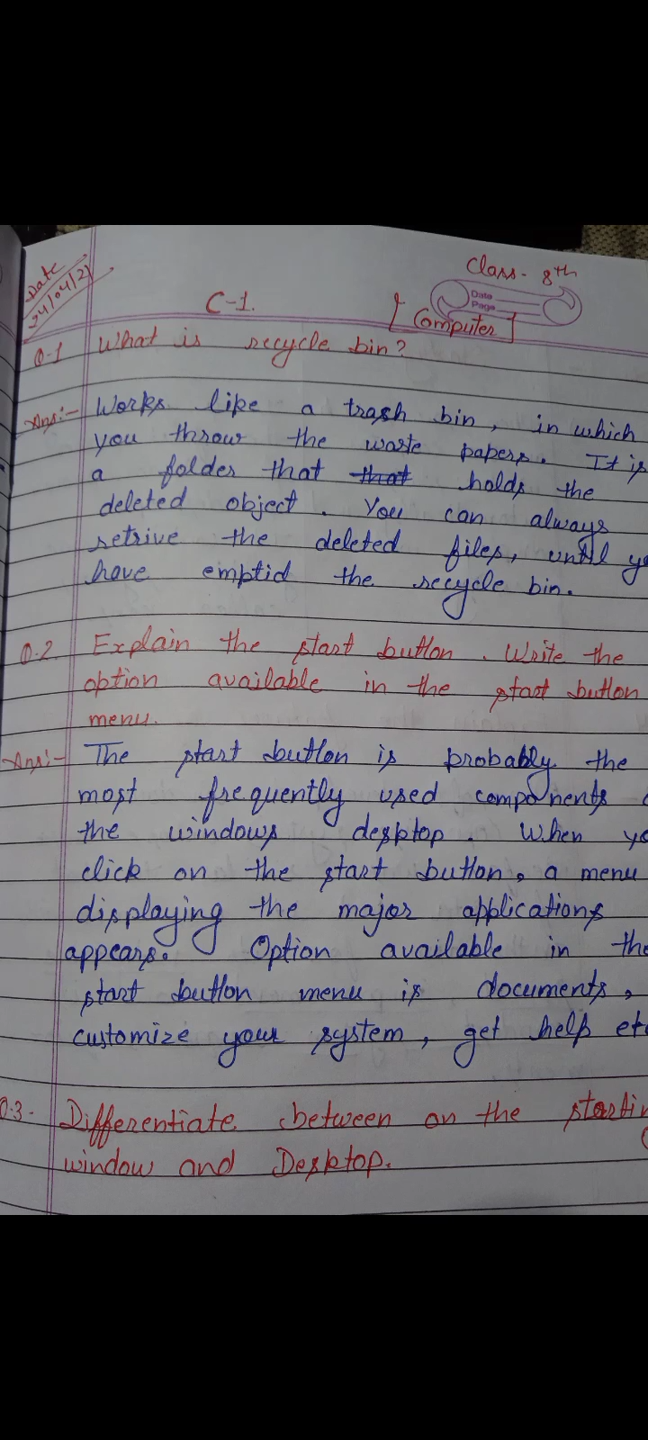 Date
24/04/21
Class- 8th
Date
Page
C-1.
[Computer]
Q.1 What is recycle bin?
Ans:- Works like a trash bin, in which
you throw the waste papers. It is
a folder that that holds the
deleted object. You can always
retrive the deleted files, until yo
have emptid the recycle bin.
Q.2 Explain the start button. Write the
option available in the start button
menu.
Ans:- The start button is probably the
most frequently used components
the windows desktop. When yo
click on the start button, a menu
displaying the major applications
appears. Option available in the
start button menu is documents,
customize your system, get help etc
Q.3- Differentiate between on the startin
window and Desktop.